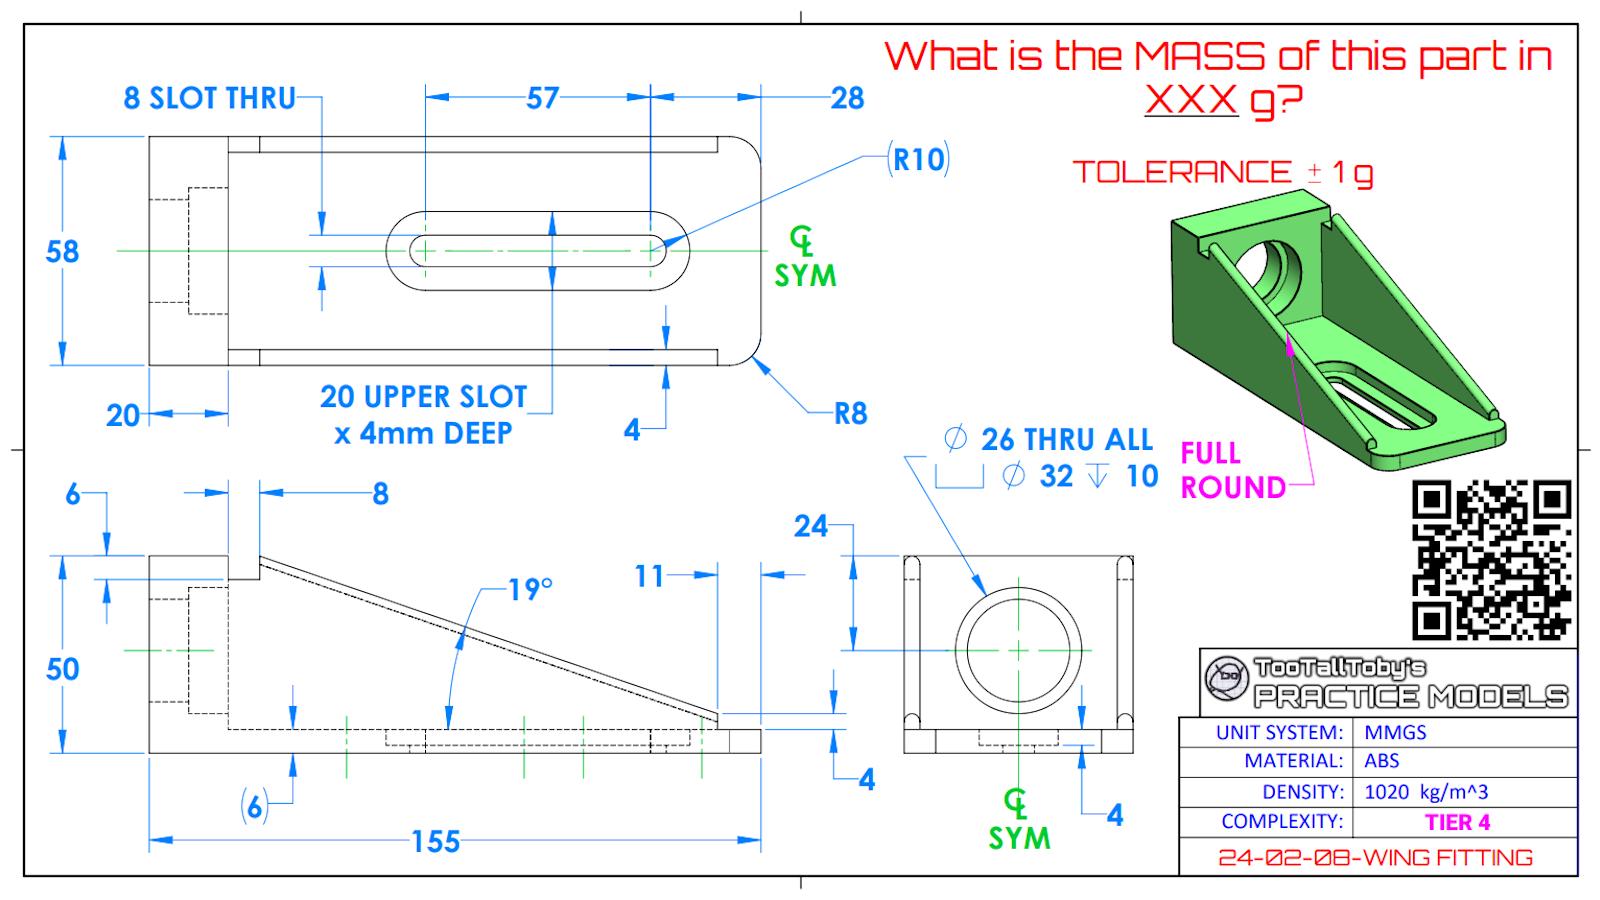 What is the MASS of this part in
XXX g?
TOLERANCE ± 1 g
8 SLOT THRU
57
28
(R10)
58
℄
SYM
20
20 UPPER SLOT
x 4mm DEEP
4
R8
⌀ 26 THRU ALL
⌴ ⌀ 32 ↧ 10
FULL
ROUND
6
8
24
19°
11
50
(6)
4
155
℄
SYM
4
TooTallToby's
PRACTICE MODELS
UNIT SYSTEM: MMGS
MATERIAL: ABS
DENSITY: 1020 kg/m^3
COMPLEXITY: TIER 4
24-02-08-WING FITTING